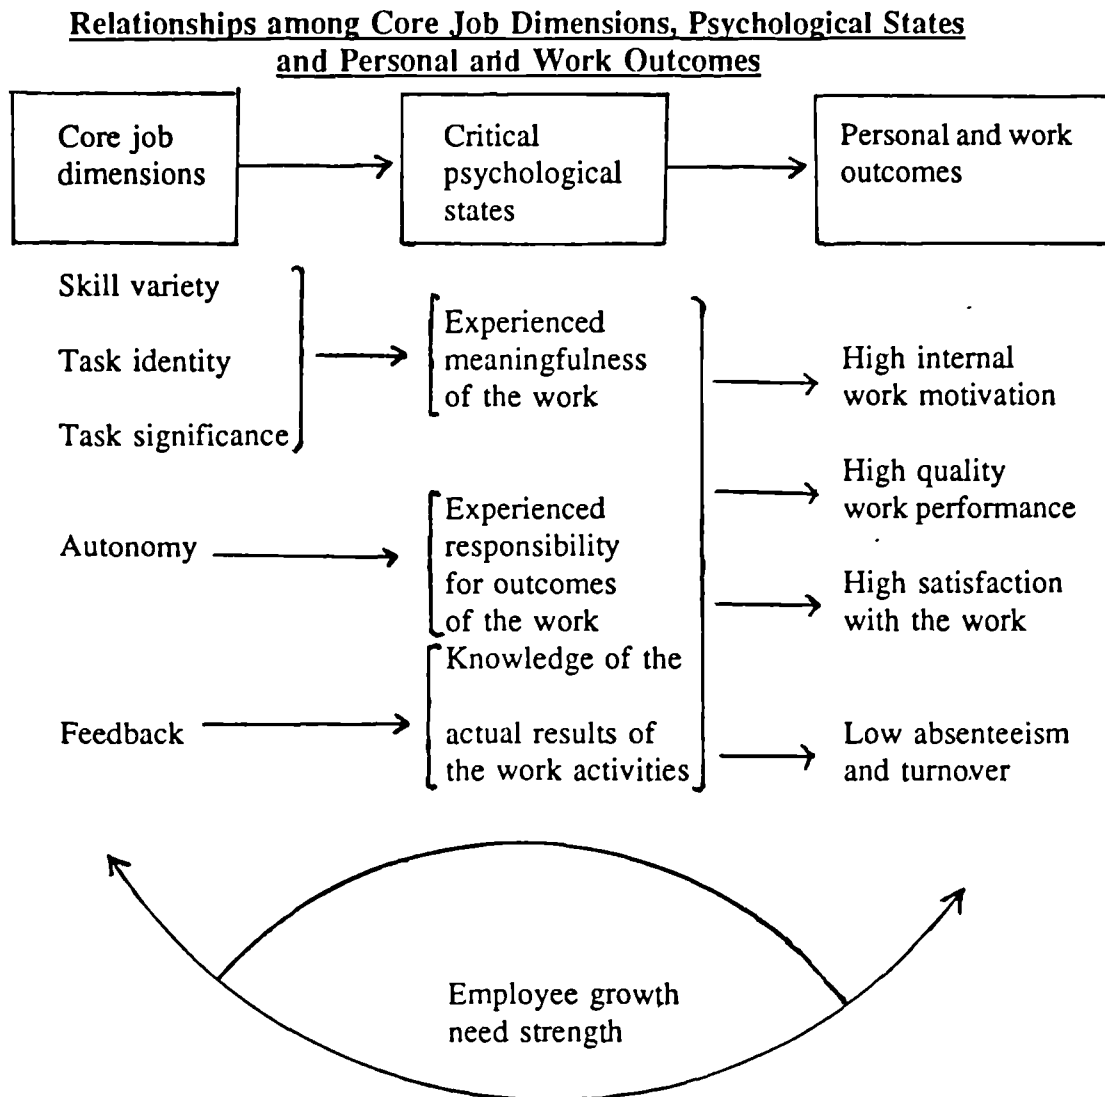 Relationships among Core Job Dimensions, Psychological States
and Personal and Work Outcomes
Core job
dimensions
Critical
psychological
states
Personal and work
outcomes
Skill variety
Task identity
Task significance
Experienced
meaningfulness
of the work
High internal
work motivation
High quality
work performance
Autonomy
Experienced
responsibility
for outcomes
of the work
High satisfaction
with the work
Feedback
Knowledge of the
actual results of
the work activities
Low absenteeism
and turnover
Employee growth
need strength